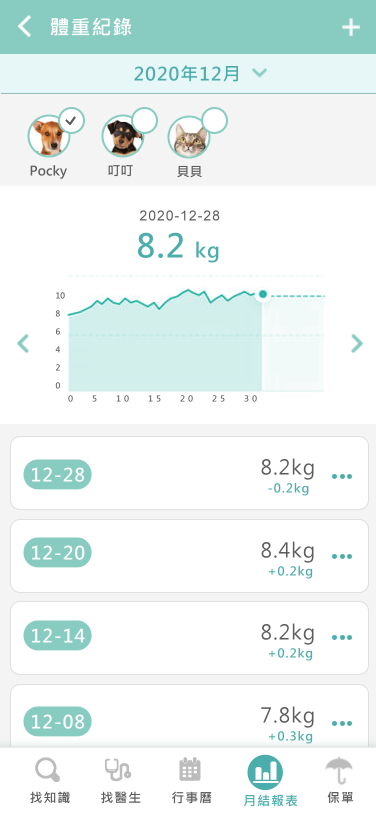 體重紀錄
2020年12月
Pocky
叮叮
貝貝
2020-12-28
8.2 kg
10
8
6
4
2
0
0 5 10 15 20 25 30
12-28
8.2kg
-0.2kg
12-20
8.4kg
+0.2kg
12-14
8.2kg
+0.2kg
12-08
7.8kg
+0.3kg
找知識
找醫生
行事曆
月結報表
保單